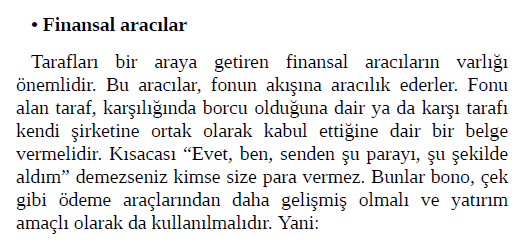 • Finansal aracılar
Tarafları bir araya getiren finansal aracıların varlığı
önemlidir. Bu aracılar, fonun akışına aracılık ederler. Fonu
alan taraf, karşılığında borcu olduğuna dair ya da karşı tarafı
kendi şirketine ortak olarak kabul ettiğine dair bir belge
vermelidir. Kısacası “Evet, ben, senden şu parayı, şu şekilde
aldım” demezseniz kimse size para vermez. Bunlar bono, çek
gibi ödeme araçlarından daha gelişmiş olmalı ve yatırım
amaçlı olarak da kullanılmalıdır. Yani: